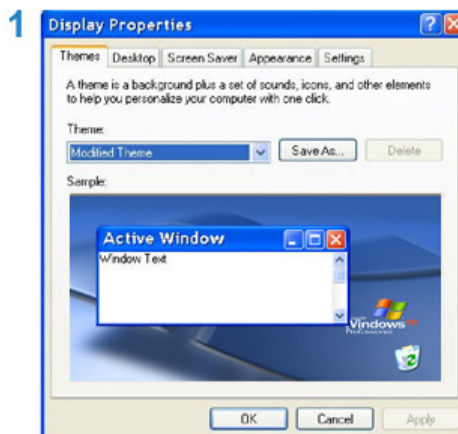 1
Display Properties
Themes Desktop Screen Saver Appearance Settings
A theme is a background plus a set of sounds, icons, and other elements
to help you personalize your computer with one click.
Theme:
Modified Theme Save As... Delete
Sample:
Active Window
Window Text
Windows
OK Cancel Apply